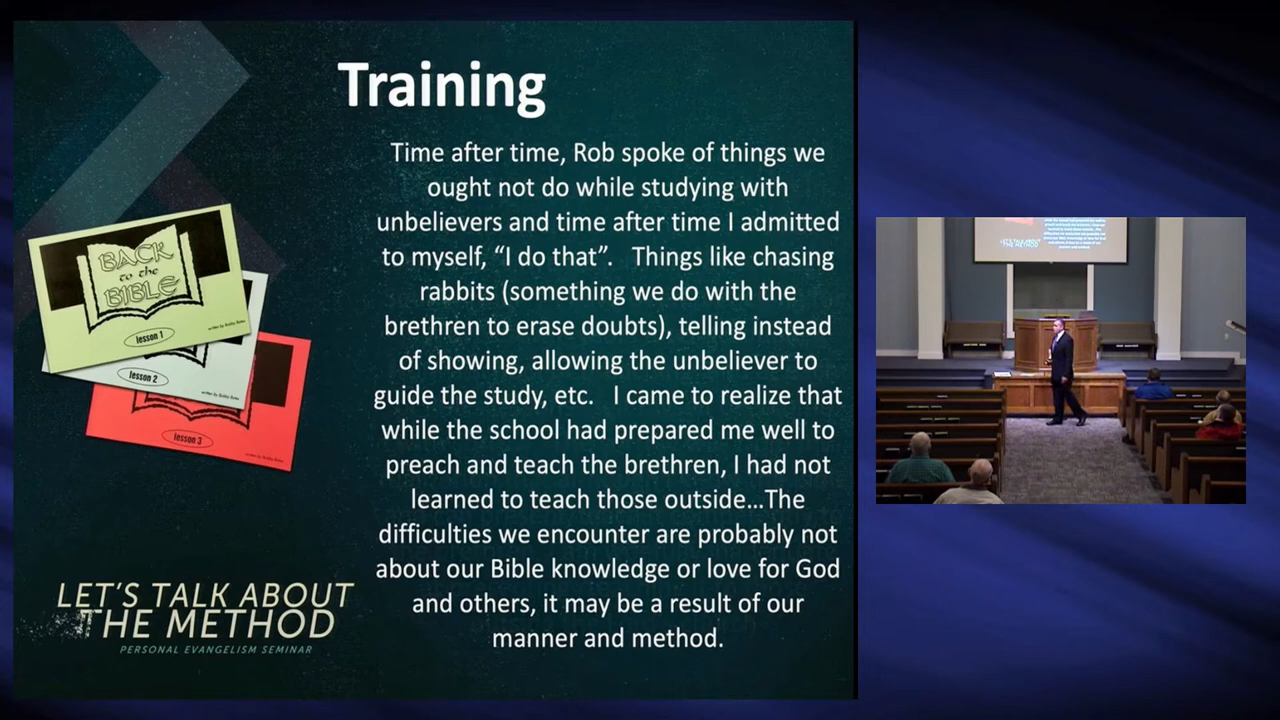 Training
Time after time, Rob spoke of things we
ought not do while studying with
unbelievers and time after time I admitted
to myself, “I do that”.   Things like chasing
rabbits (something we do with the
brethren to erase doubts), telling instead
of showing, allowing the unbeliever to
guide the study, etc.   I came to realize that
while the school had prepared me well to
preach and teach the brethren, I had not
learned to teach those outside…The
difficulties we encounter are probably not
about our Bible knowledge or love for God
and others, it may be a result of our
manner and method.
BACK
to the
BIBLE
lesson 1
lesson 2
lesson 3
LET'S TALK ABOUT
THE METHOD
PERSONAL EVANGELISM SEMINAR